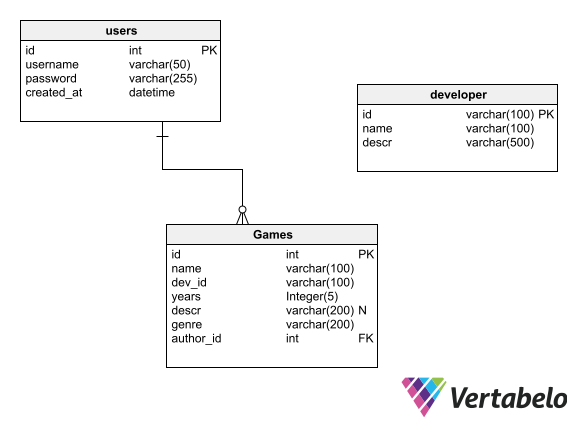 users
id int PK
username varchar(50)
password varchar(255)
created_at datetime
developer
id varchar(100) PK
name varchar(100)
descr varchar(500)
Games
id int PK
name varchar(100)
dev_id varchar(100)
years Integer(5)
descr varchar(200) N
genre varchar(200)
author_id int FK
Vertabelo